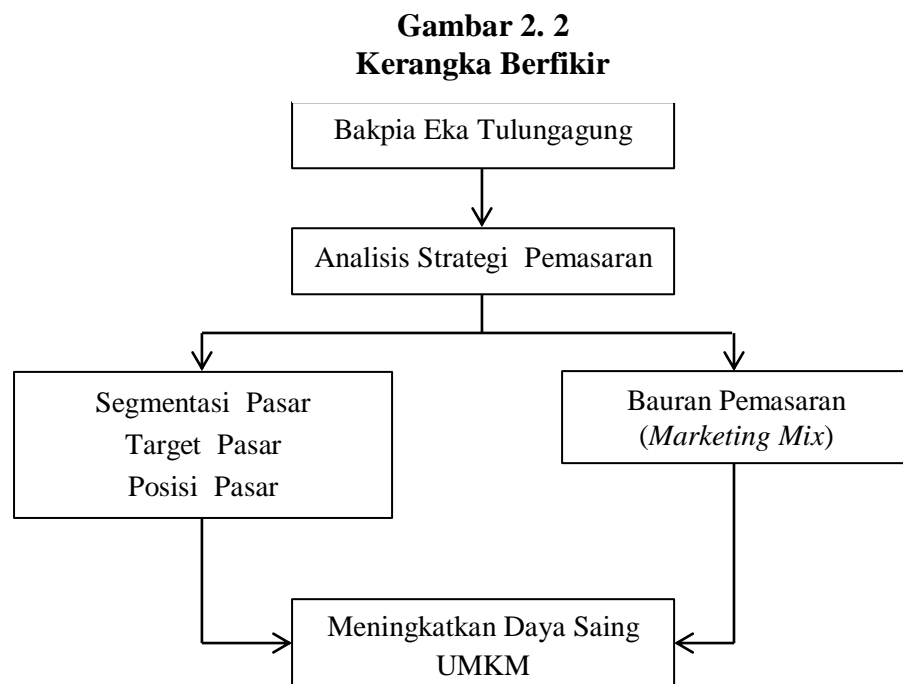 Gambar 2. 2
Kerangka Berfikir
Bakpia Eka Tulungagung
Analisis Strategi Pemasaran
Segmentasi Pasar
Target Pasar
Posisi Pasar
Bauran Pemasaran
(Marketing Mix)
Meningkatkan Daya Saing
UMKM